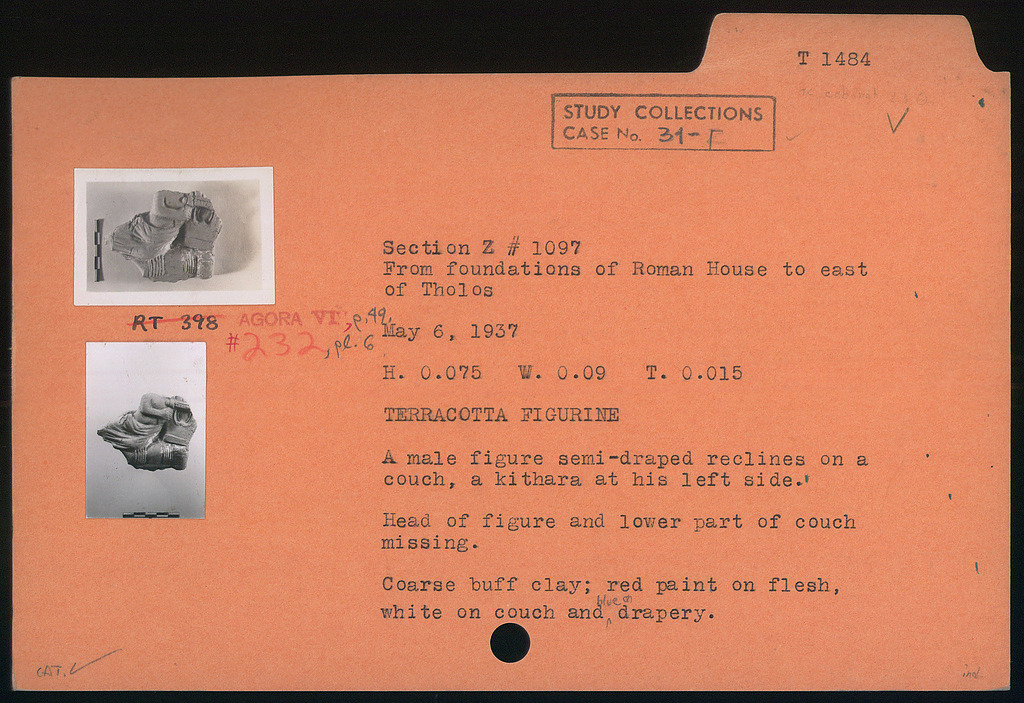 T 1484
STUDY COLLECTIONS
CASE No. 31-
Section Z # 1097
From foundations of Roman House to east
of Tholos
RT 398
AGORA VI, p. 49,
#232, pl. 6
May 6, 1937
H. 0.075 W. 0.09 T. 0.015
TERRACOTTA FIGURINE
A male figure semi-draped reclines on a
couch, a kithara at his left side.
Head of figure and lower part of couch
missing.
Coarse buff clay; red paint on flesh,
blue on
white on couch and drapery.
CAT.
ind.